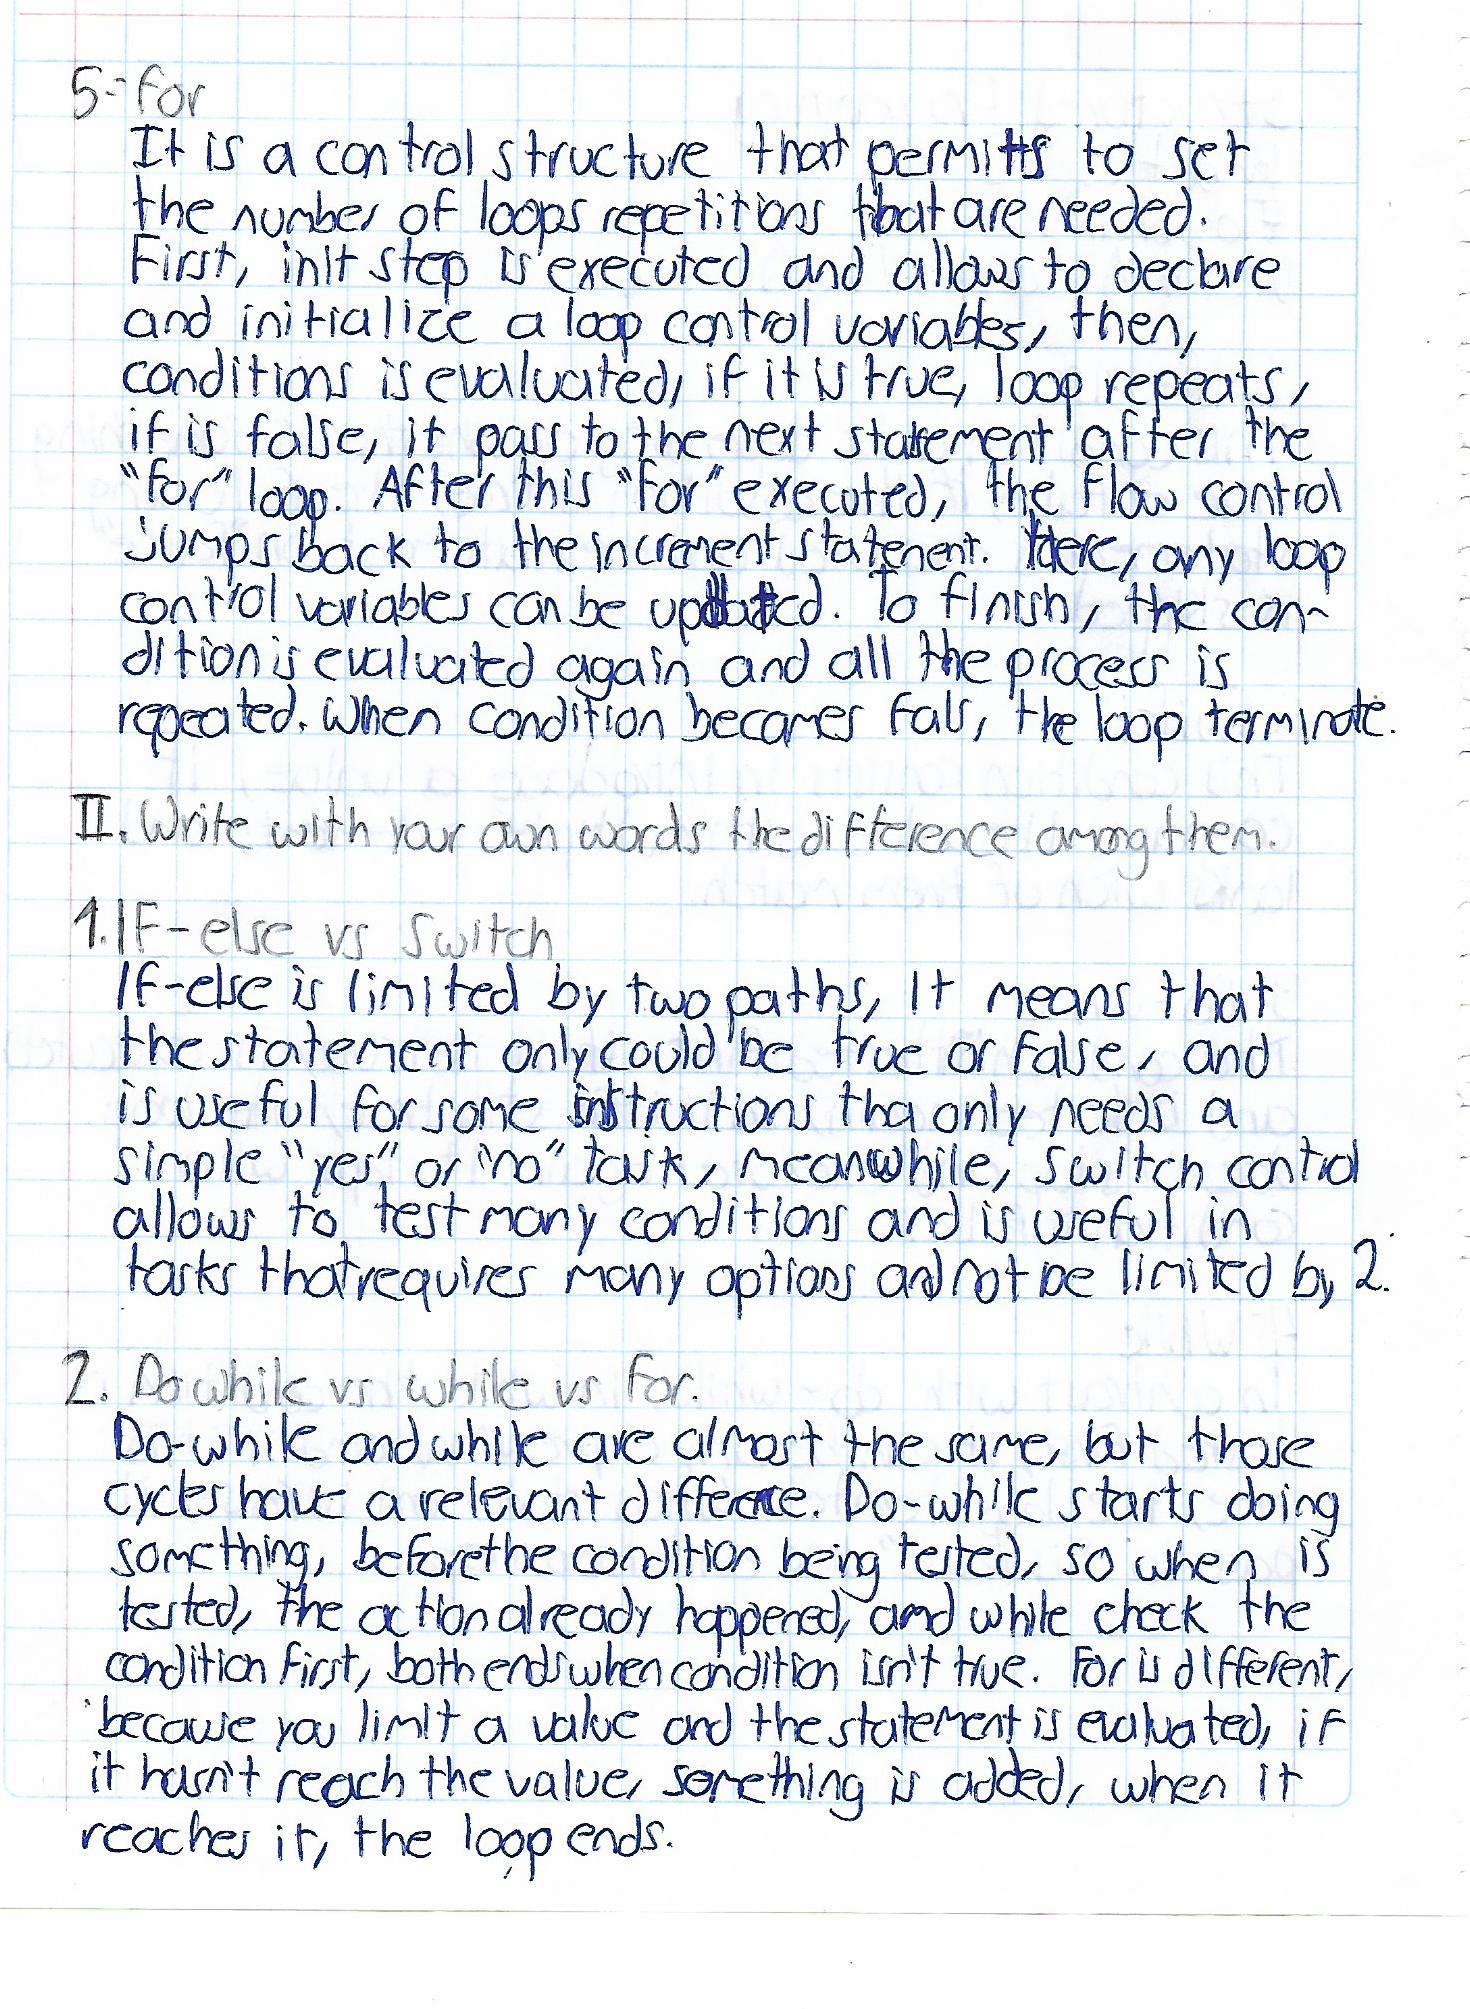 5- for
It is a control structure that permitts to set
the number of loops repetitions that are needed.
First, init step is executed and allows to declare
and initialize a loop control variables, then,
conditions is evaluated, if it is true, loop repeats,
if is false, it pass to the next statement after the
"for" loop. After this "for" executed, the flow control
jumps back to the increment statenent. Here, any loop
control variables can be updated. To finish, the con-
dition is evaluated again and all the process is
repeated. When condition becomes fals, the loop terminate.
II. Write with your own words the difference among them.
1. IF-else vs Switch
If-else is limited by two paths, It means that
the statement only could be true or false, and
is useful for some instructions tha only needs a
simple "yes" or "no" task, meanwhile, switch control
allows to test many conditions and is useful in
tasks that requires many options and not be limited by 2.
2. Do while vs while vs for.
Do-while and while are almost the same, but those
cycles have a relevant difference. Do-while starts doing
something, before the condition being tested, so when is
tested, the action already happened, and while check the
condition first, both ends when condition isn't true. For is different,
because you limit a value and the statement is evaluated, if
it hasn't reach the value, something is added, when it
reaches it, the loop ends.